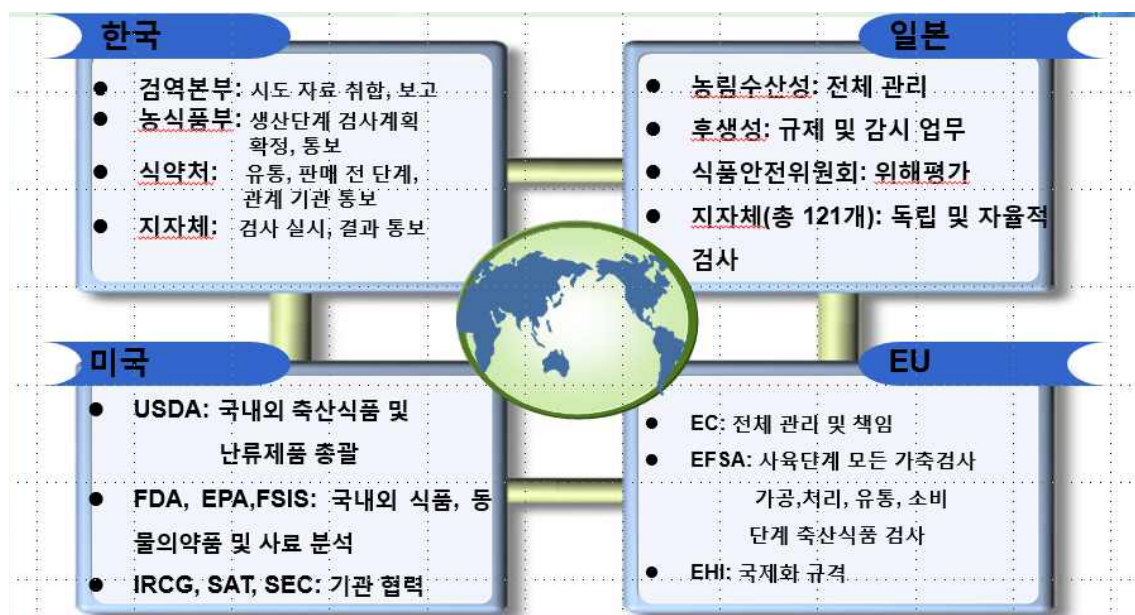 한국
● 검역본부: 시도 자료 취합, 보고
● 농식품부: 생산단계 검사계획
확정, 통보
● 식약처: 유통, 판매 전 단계,
관계 기관 통보
● 지자체: 검사 실시, 결과 통보
일본
● 농림수산성: 전체 관리
● 후생성: 규제 및 감시 업무
● 식품안전위원회: 위해평가
● 지자체(총 121개): 독립 및 자율적
검사
미국
● USDA: 국내외 축산식품 및
난류제품 총괄
● FDA, EPA,FSIS: 국내외 식품, 동
물의약품 및 사료 분석
● IRCG, SAT, SEC: 기관 협력
EU
● EC: 전체 관리 및 책임
● EFSA: 사육단계 모든 가축검사
가공,처리, 유통, 소비
단계 축산식품 검사
● EHI: 국제화 규격